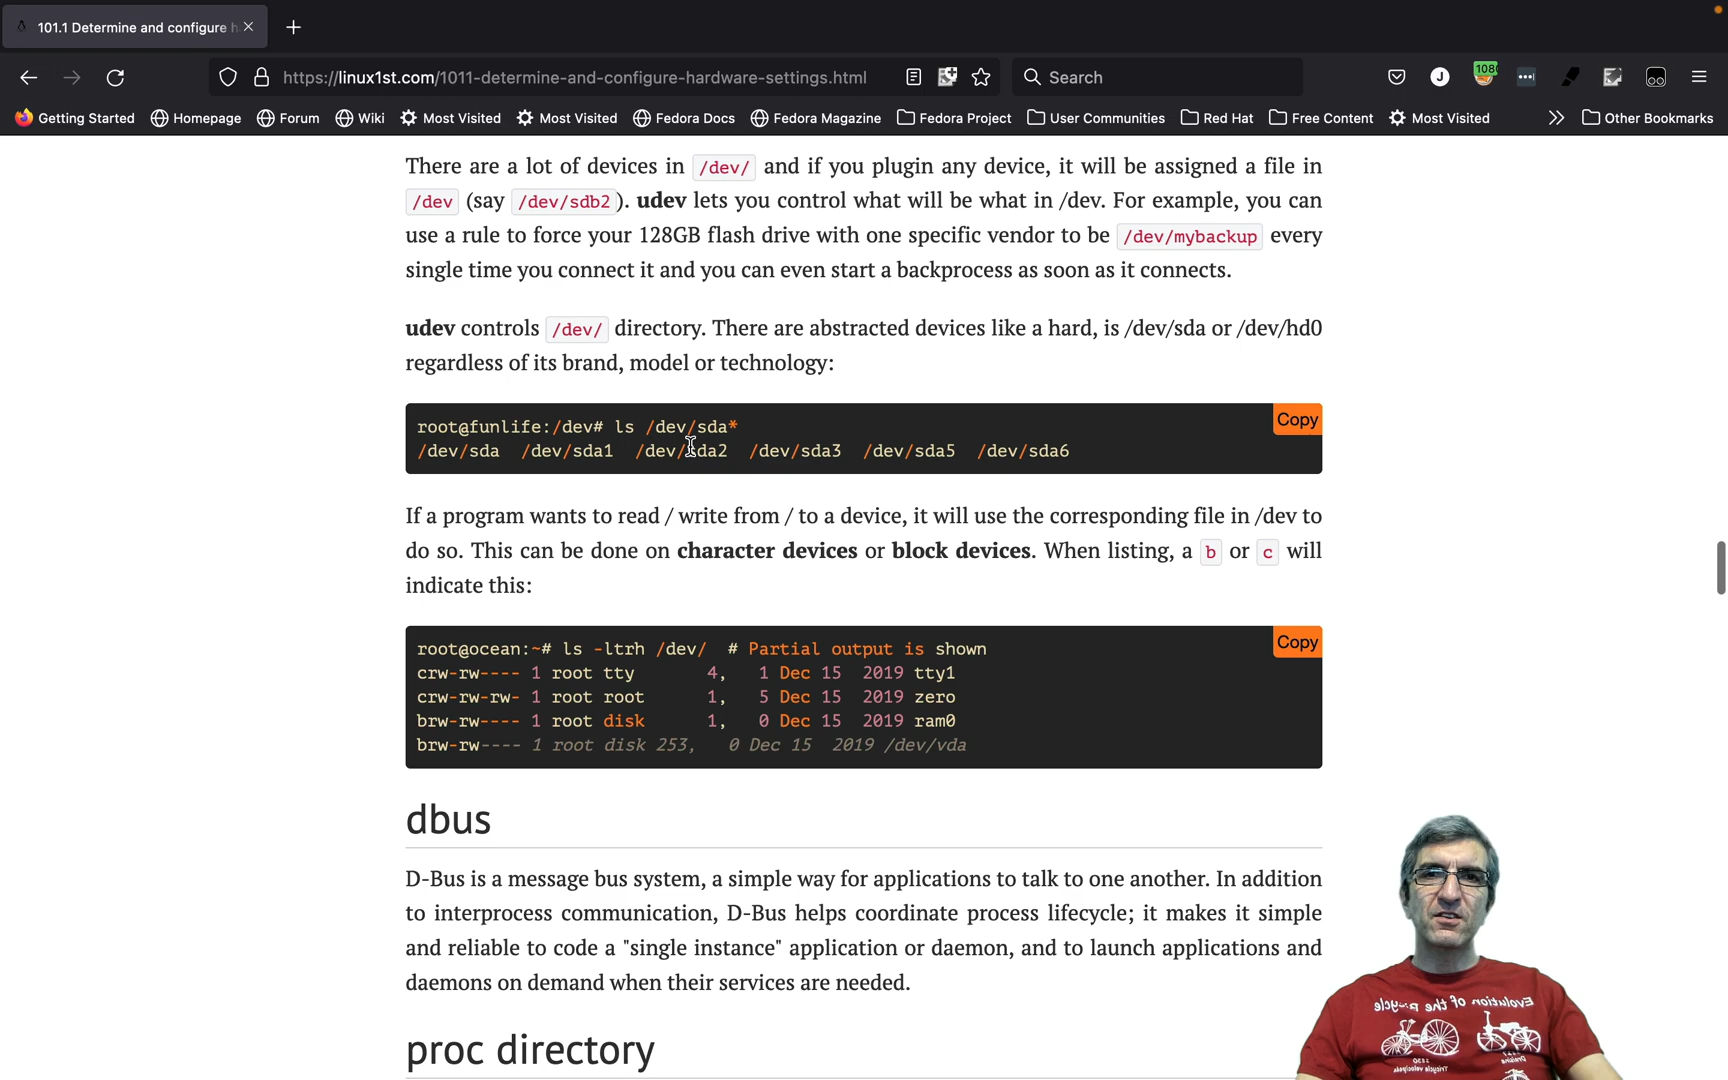 101.1 Determine and configure h
https://linux1st.com/1011-determine-and-configure-hardware-settings.html
Search
J
108
Getting Started
Homepage
Forum
Wiki
Most Visited
Most Visited
Fedora Docs
Fedora Magazine
Fedora Project
User Communities
Red Hat
Free Content
Most Visited
Other Bookmarks
There are a lot of devices in /dev/ and if you plugin any device, it will be assigned a file in
/dev (say /dev/sdb2). udev lets you control what will be what in /dev. For example, you can
use a rule to force your 128GB flash drive with one specific vendor to be /dev/mybackup every
single time you connect it and you can even start a backprocess as soon as it connects.
udev controls /dev/ directory. There are abstracted devices like a hard, is /dev/sda or /dev/hd0
regardless of its brand, model or technology:
Copy
root@funlife:/dev# ls /dev/sda*
/dev/sda /dev/sda1 /dev/sda2 /dev/sda3 /dev/sda5 /dev/sda6
If a program wants to read / write from / to a device, it will use the corresponding file in /dev to
do so. This can be done on character devices or block devices. When listing, a b or c will
indicate this:
Copy
root@ocean:~# ls -ltrh /dev/ # Partial output is shown
crw-rw---- 1 root tty 4, 1 Dec 15 2019 tty1
crw-rw-rw- 1 root root 1, 5 Dec 15 2019 zero
brw-rw---- 1 root disk 1, 0 Dec 15 2019 ram0
brw-rw---- 1 root disk 253, 0 Dec 15 2019 /dev/vda
dbus
D-Bus is a message bus system, a simple way for applications to talk to one another. In addition
to interprocess communication, D-Bus helps coordinate process lifecycle; it makes it simple
and reliable to code a "single instance" application or daemon, and to launch applications and
daemons on demand when their services are needed.
proc directory
Evolution of the